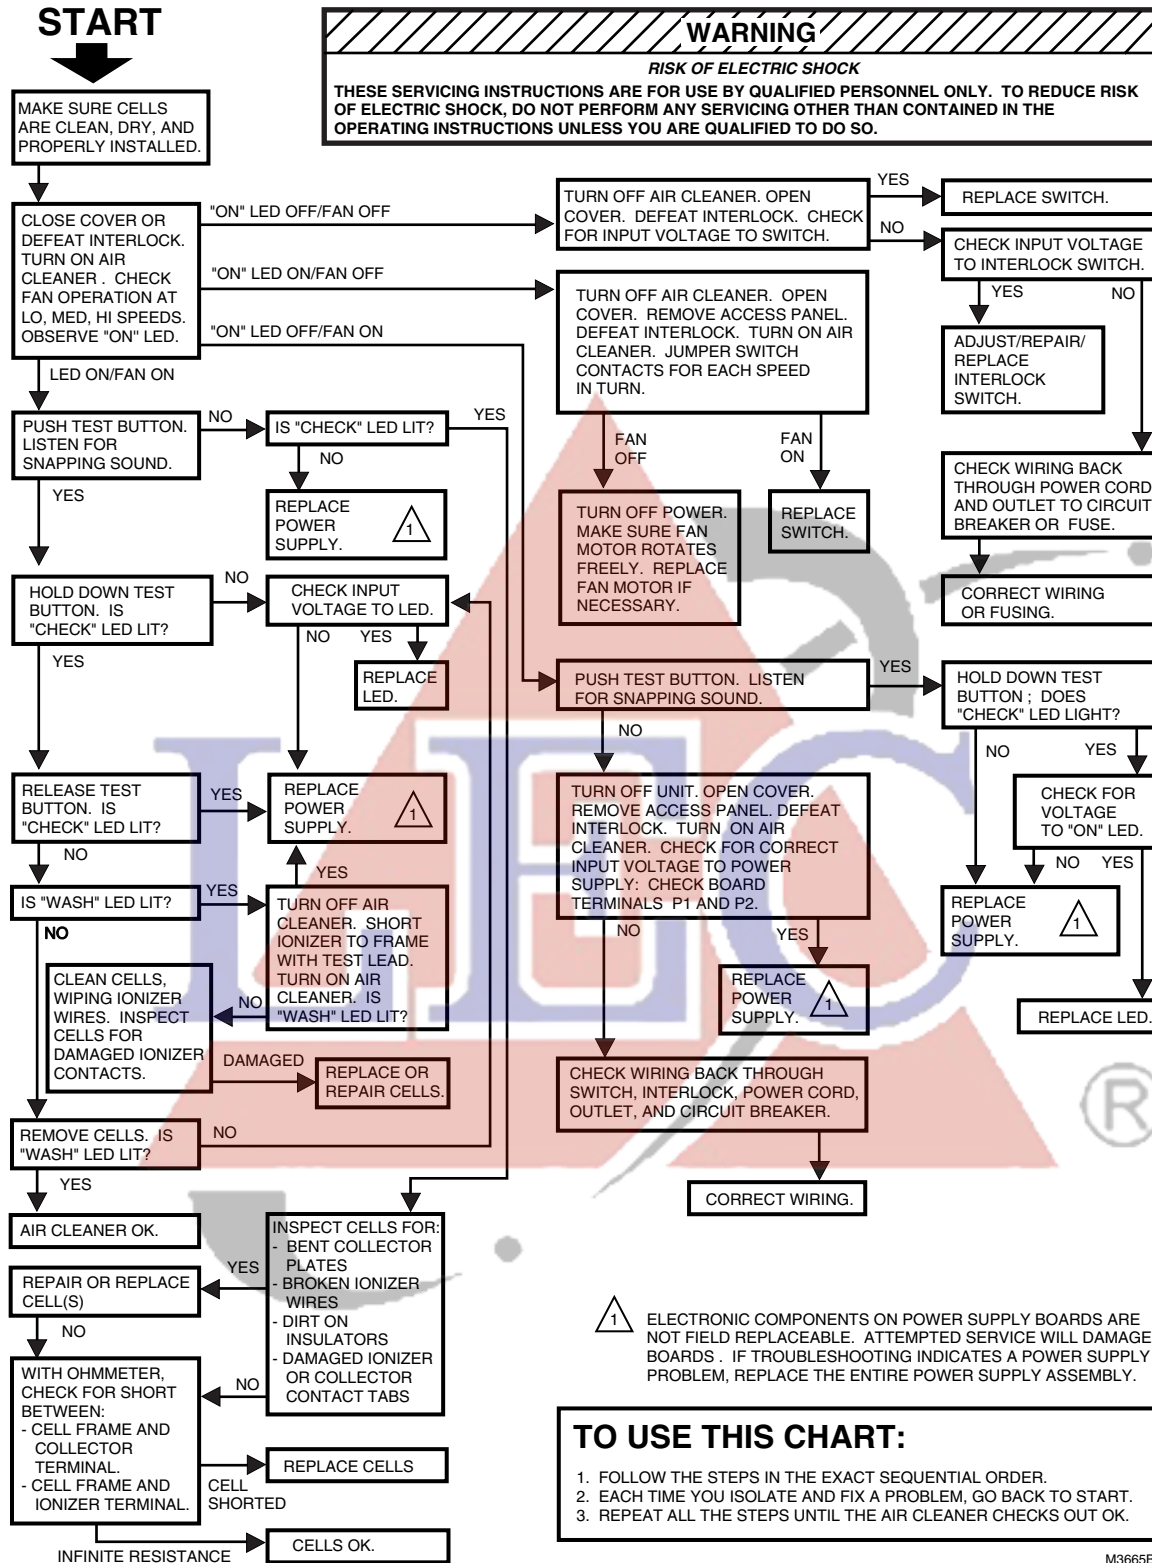 START
WARNING
RISK OF ELECTRIC SHOCK
THESE SERVICING INSTRUCTIONS ARE FOR USE BY QUALIFIED PERSONNEL ONLY. TO REDUCE RISK
OF ELECTRIC SHOCK, DO NOT PERFORM ANY SERVICING OTHER THAN CONTAINED IN THE
OPERATING INSTRUCTIONS UNLESS YOU ARE QUALIFIED TO DO SO.
MAKE SURE CELLS
ARE CLEAN, DRY, AND
PROPERLY INSTALLED.
CLOSE COVER OR
DEFEAT INTERLOCK.
TURN ON AIR
CLEANER . CHECK
FAN OPERATION AT
LO, MED, HI SPEEDS.
OBSERVE "ON" LED.
"ON" LED OFF/FAN OFF
"ON" LED ON/FAN OFF
"ON" LED OFF/FAN ON
LED ON/FAN ON
TURN OFF AIR CLEANER. OPEN
COVER. DEFEAT INTERLOCK. CHECK
FOR INPUT VOLTAGE TO SWITCH.
YES
REPLACE SWITCH.
NO
CHECK INPUT VOLTAGE
TO INTERLOCK SWITCH.
YES
NO
ADJUST/REPAIR/
REPLACE
INTERLOCK
SWITCH.
CHECK WIRING BACK
THROUGH POWER CORD
AND OUTLET TO CIRCUIT
BREAKER OR FUSE.
CORRECT WIRING
OR FUSING.
TURN OFF AIR CLEANER. OPEN
COVER. REMOVE ACCESS PANEL.
DEFEAT INTERLOCK. TURN ON AIR
CLEANER. JUMPER SWITCH
CONTACTS FOR EACH SPEED
IN TURN.
FAN
OFF
FAN
ON
TURN OFF POWER.
MAKE SURE FAN
MOTOR ROTATES
FREELY. REPLACE
FAN MOTOR IF
NECESSARY.
REPLACE
SWITCH.
PUSH TEST BUTTON.
LISTEN FOR
SNAPPING SOUND.
NO
IS "CHECK" LED LIT?
YES
NO
REPLACE
POWER
SUPPLY.
1
YES
HOLD DOWN TEST
BUTTON. IS
"CHECK" LED LIT?
NO
CHECK INPUT
VOLTAGE TO LED.
NO
YES
REPLACE
LED.
YES
RELEASE TEST
BUTTON. IS
"CHECK" LED LIT?
YES
REPLACE
POWER
SUPPLY.
1
NO
IS "WASH" LED LIT?
YES
YES
TURN OFF AIR
CLEANER. SHORT
IONIZER TO FRAME
WITH TEST LEAD.
TURN ON AIR
CLEANER. IS
"WASH" LED LIT?
NO
NO
CLEAN CELLS,
WIPING IONIZER
WIRES. INSPECT
CELLS FOR
DAMAGED IONIZER
CONTACTS.
DAMAGED
REPLACE OR
REPAIR CELLS.
REMOVE CELLS. IS
"WASH" LED LIT?
NO
YES
AIR CLEANER OK.
INSPECT CELLS FOR:
- BENT COLLECTOR
PLATES
- BROKEN IONIZER
WIRES
- DIRT ON
INSULATORS
- DAMAGED IONIZER
OR COLLECTOR
CONTACT TABS
YES
REPAIR OR REPLACE
CELL(S)
NO
NO
WITH OHMMETER,
CHECK FOR SHORT
BETWEEN:
- CELL FRAME AND
COLLECTOR
TERMINAL.
- CELL FRAME AND
IONIZER TERMINAL.
CELL
SHORTED
REPLACE CELLS
INFINITE RESISTANCE
CELLS OK.
PUSH TEST BUTTON. LISTEN
FOR SNAPPING SOUND.
YES
HOLD DOWN TEST
BUTTON ; DOES
"CHECK" LED LIGHT?
NO
YES
CHECK FOR
VOLTAGE
TO "ON" LED.
NO
YES
REPLACE
POWER
SUPPLY.
1
REPLACE LED.
NO
TURN OFF UNIT. OPEN COVER.
REMOVE ACCESS PANEL. DEFEAT
INTERLOCK. TURN ON AIR
CLEANER. CHECK FOR CORRECT
INPUT VOLTAGE TO POWER
SUPPLY: CHECK BOARD
TERMINALS P1 AND P2.
NO
YES
REPLACE
POWER
SUPPLY.
1
CHECK WIRING BACK THROUGH
SWITCH, INTERLOCK, POWER CORD,
OUTLET, AND CIRCUIT BREAKER.
CORRECT WIRING.
LEC
®
1
ELECTRONIC COMPONENTS ON POWER SUPPLY BOARDS ARE
NOT FIELD REPLACEABLE. ATTEMPTED SERVICE WILL DAMAGE
BOARDS . IF TROUBLESHOOTING INDICATES A POWER SUPPLY
PROBLEM, REPLACE THE ENTIRE POWER SUPPLY ASSEMBLY.
TO USE THIS CHART:
1. FOLLOW THE STEPS IN THE EXACT SEQUENTIAL ORDER.
2. EACH TIME YOU ISOLATE AND FIX A PROBLEM, GO BACK TO START.
3. REPEAT ALL THE STEPS UNTIL THE AIR CLEANER CHECKS OUT OK.
M3665B